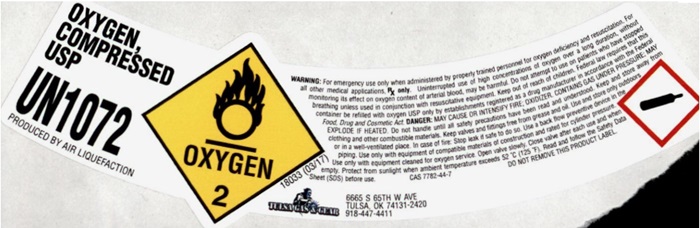 OXYGEN,
COMPRESSED
USP
UN1072
PRODUCED BY AIR LIQUEFACTION
OXYGEN
2
18033 (03/17)
WARNING: For emergency use only when administered by properly trained personnel for oxygen deficiency and resuscitation. For
all other medical applications, Rx only. Uninterrupted use of high concentrations of oxygen over a long duration, without
monitoring its effect on oxygen content of arterial blood, may be harmful. Do not attempt to use on patients who have stopped
breathing unless used in conjunction with resuscitative equipment. Keep out of reach of children. Federal law requires that this
container be refilled with oxygen USP only by establishments registered as a drug manufacturer in accordance with the Federal
Food, Drug and Cosmetic Act. DANGER: MAY CAUSE OR INTENSIFY FIRE; OXIDIZER. CONTAINS GAS UNDER PRESSURE; MAY
EXPLODE IF HEATED. Do not handle until all safety precautions have been read and understood. Keep and store away from
clothing and other combustible materials. Keep valves and fittings free from grease and oil. Use and store only outdoors
or in a well-ventilated place. In case of fire: Stop leak if safe to do so. Use a back flow preventive device in the
piping. Use only with equipment of compatible materials of construction and rated for cylinder pressure.
Use only with equipment cleaned for oxygen service. Open valve slowly. Close valve after each use and when
empty. Protect from sunlight when ambient temperature exceeds 52 °C (125 °F). Read and follow the Safety Data
Sheet (SDS) before use. CAS 7782-44-7 DO NOT REMOVE THIS PRODUCT LABEL.
TULSA GAS & GEAR
6665 S 65TH W AVE
TULSA, OK 74131-2420
918-447-4411